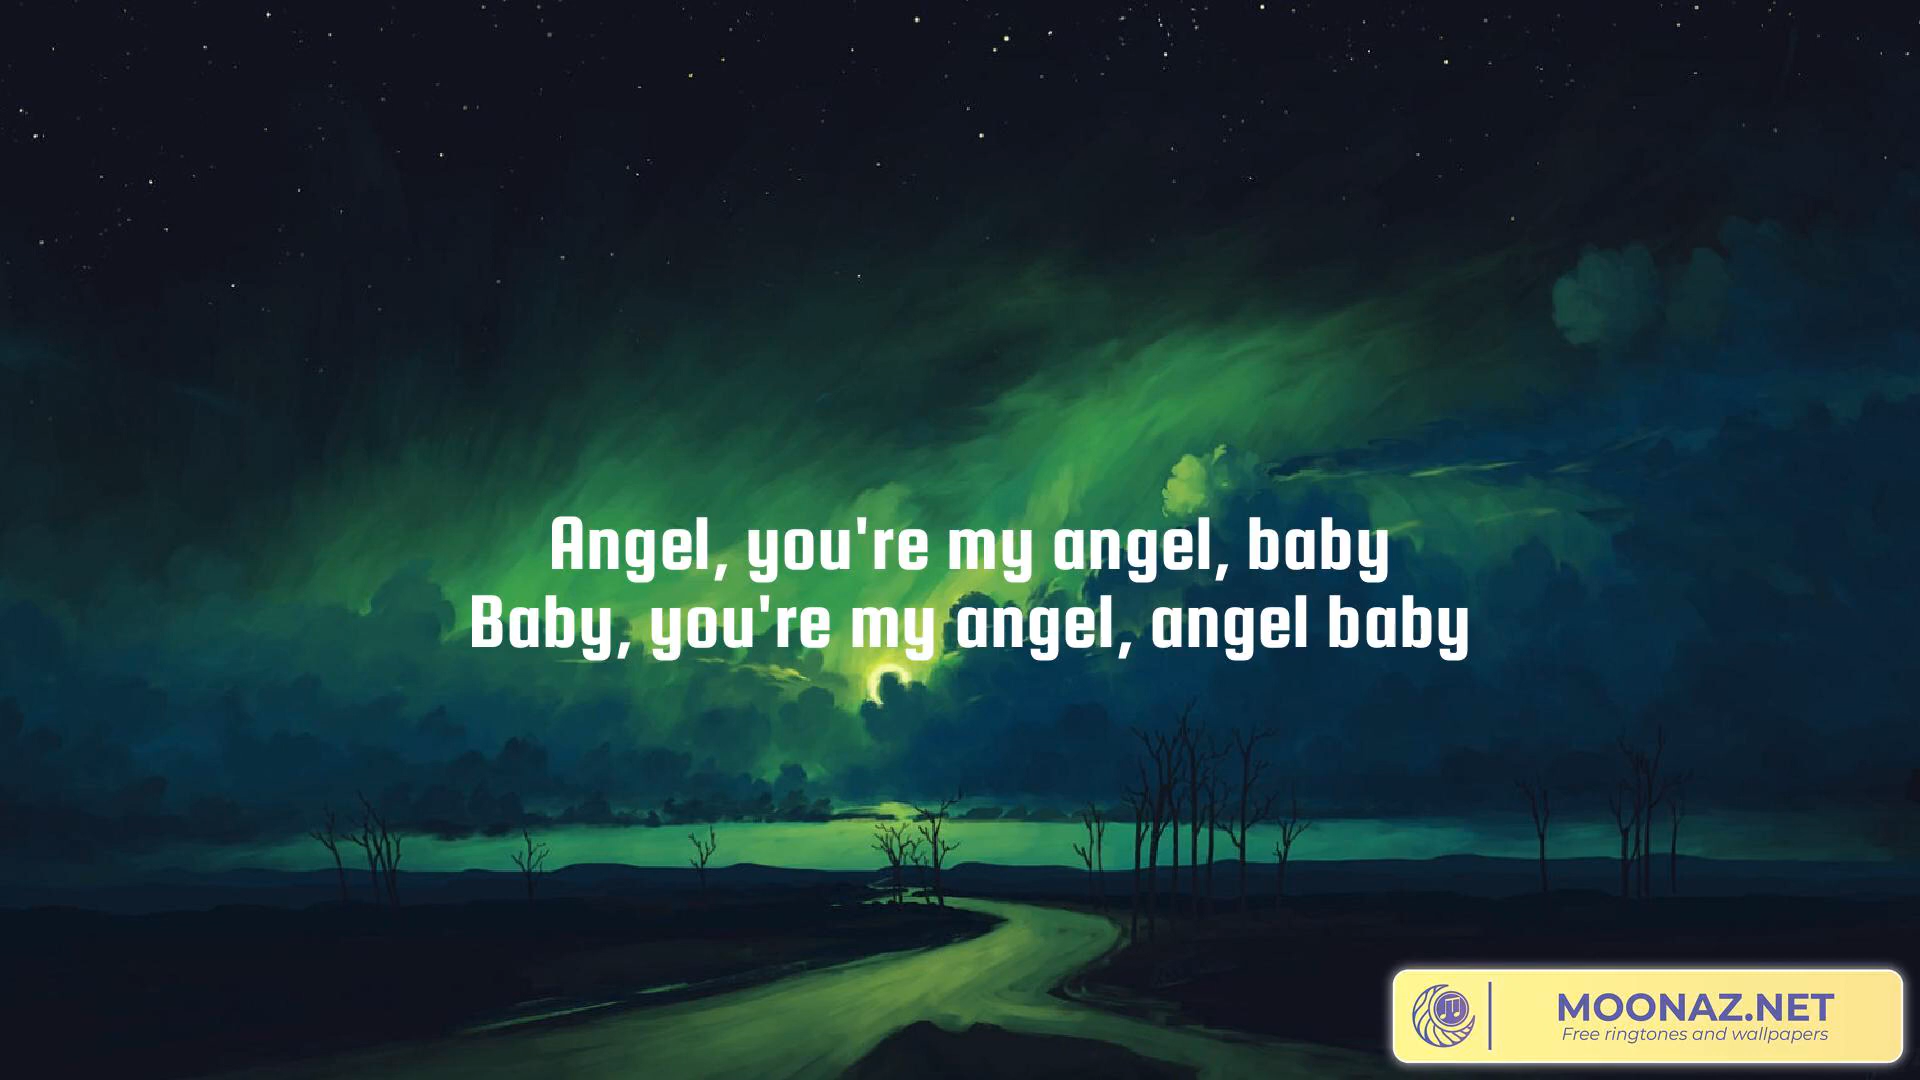 Angel, you're my angel, baby
Baby, you're my angel, angel baby
MOONAZ.NET
Free ringtones and wallpapers